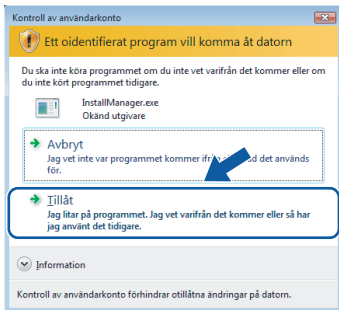 Kontroll av användarkonto
Ett oidentifierat program vill komma åt datorn
Du ska inte köra programmet om du inte vet varifrån det kommer eller om
du inte kört programmet tidigare.
InstallManager.exe
Okänd utgivare
Avbryt
Jag vet inte var programmet kommer ifrån det används
för.
Tillåt
Jag litar på programmet. Jag vet varifrån det kommer eller så har
jag använt det tidigare.
Information
Kontroll av användarkonto förhindrar otillåtna ändringar på datorn.